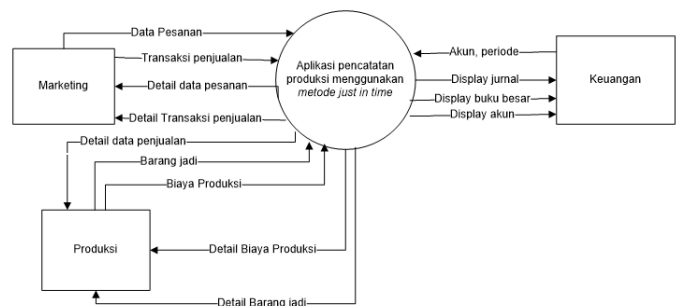 Data Pesanan
Transaksi penjualan
Marketing
Detail data pesanan
Detail Transaksi penjualan
Aplikasi pencatatan
produksi menggunakan
metode just in time
Akun, periode
Display jurnal
Display buku besar
Display akun
Keuangan
Detail data penjualan
Barang jadi
Biaya Produksi
Produksi
Detail Biaya Produksi
Detail Barang jadi